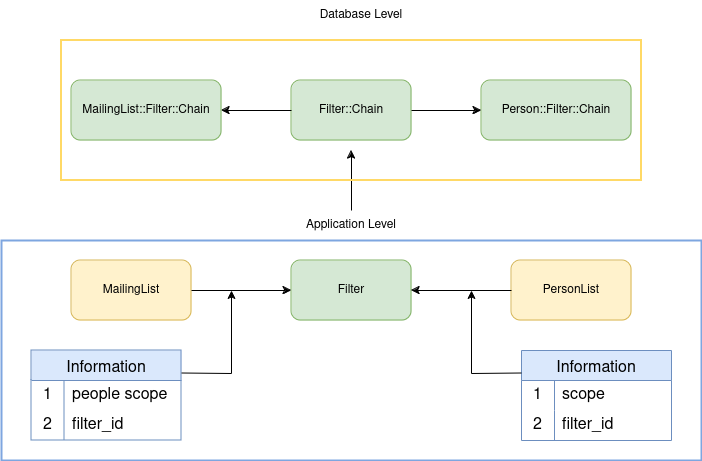 Database Level
MailingList::Filter::Chain
Filter::Chain
Person::Filter::Chain
Application Level
MailingList
Filter
PersonList
Information
1 people scope
2 filter_id
Information
1 scope
2 filter_id